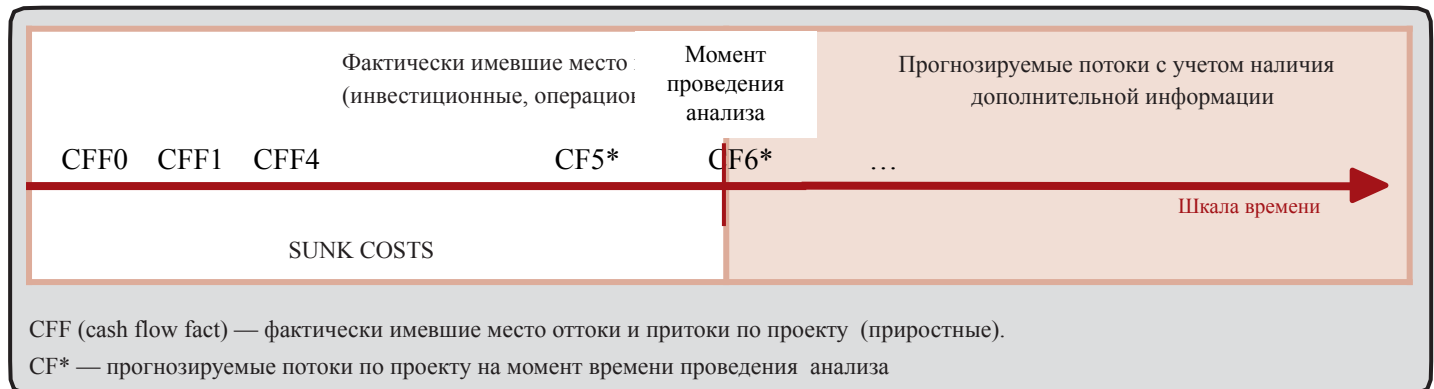 Фактически имевшие место
(инвестиционные,
Момент
проведения
анализа
Прогнозируемые потоки с учетом наличия
дополнительной информации
CFF0 CFF1 CFF4 CF5* CF6* …
Шкала времени
SUNK COSTS
CFF (cash flow fact) — фактически имевшие место оттоки и притоки по проекту (приростные).
CF* — прогнозируемые потоки по проекту на момент времени проведения анализа